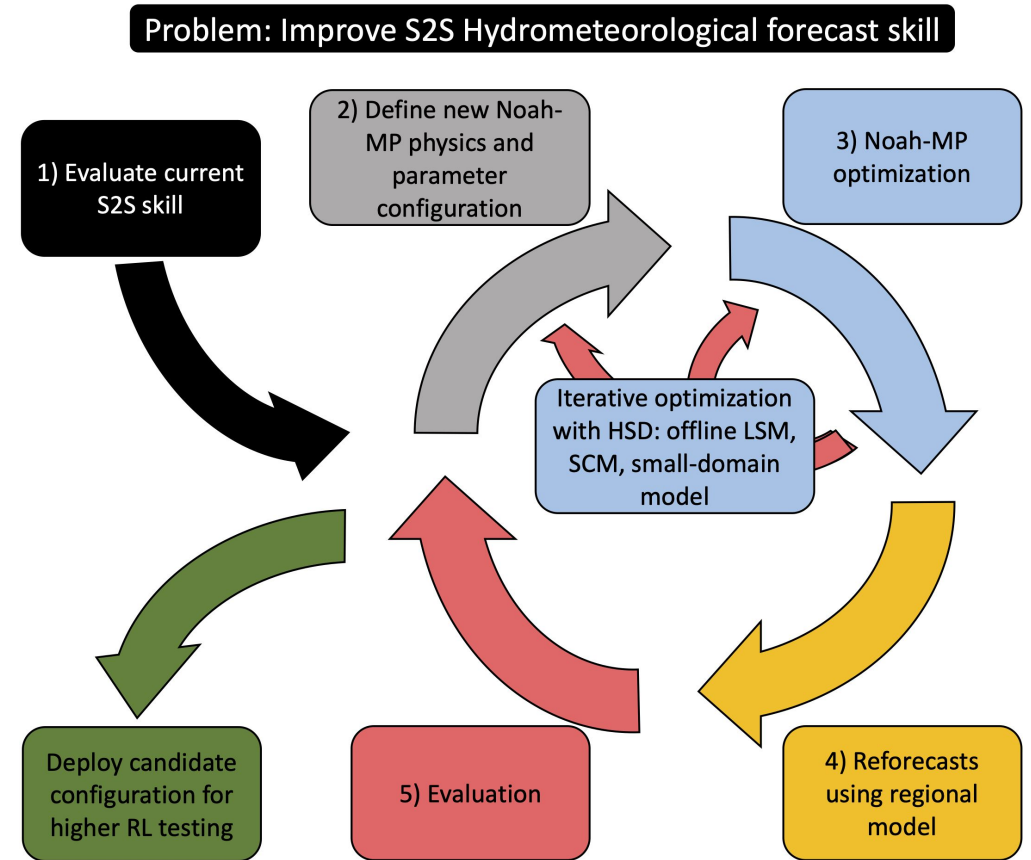 Problem: Improve S2S Hydrometeorological forecast skill
1) Evaluate current
S2S skill
2) Define new Noah-
MP physics and
parameter
configuration
3) Noah-MP
optimization
Iterative optimization
with HSD: offline LSM,
SCM, small-domain
model
Deploy candidate
configuration for
higher RL testing
5) Evaluation
4) Reforecasts
using regional
model